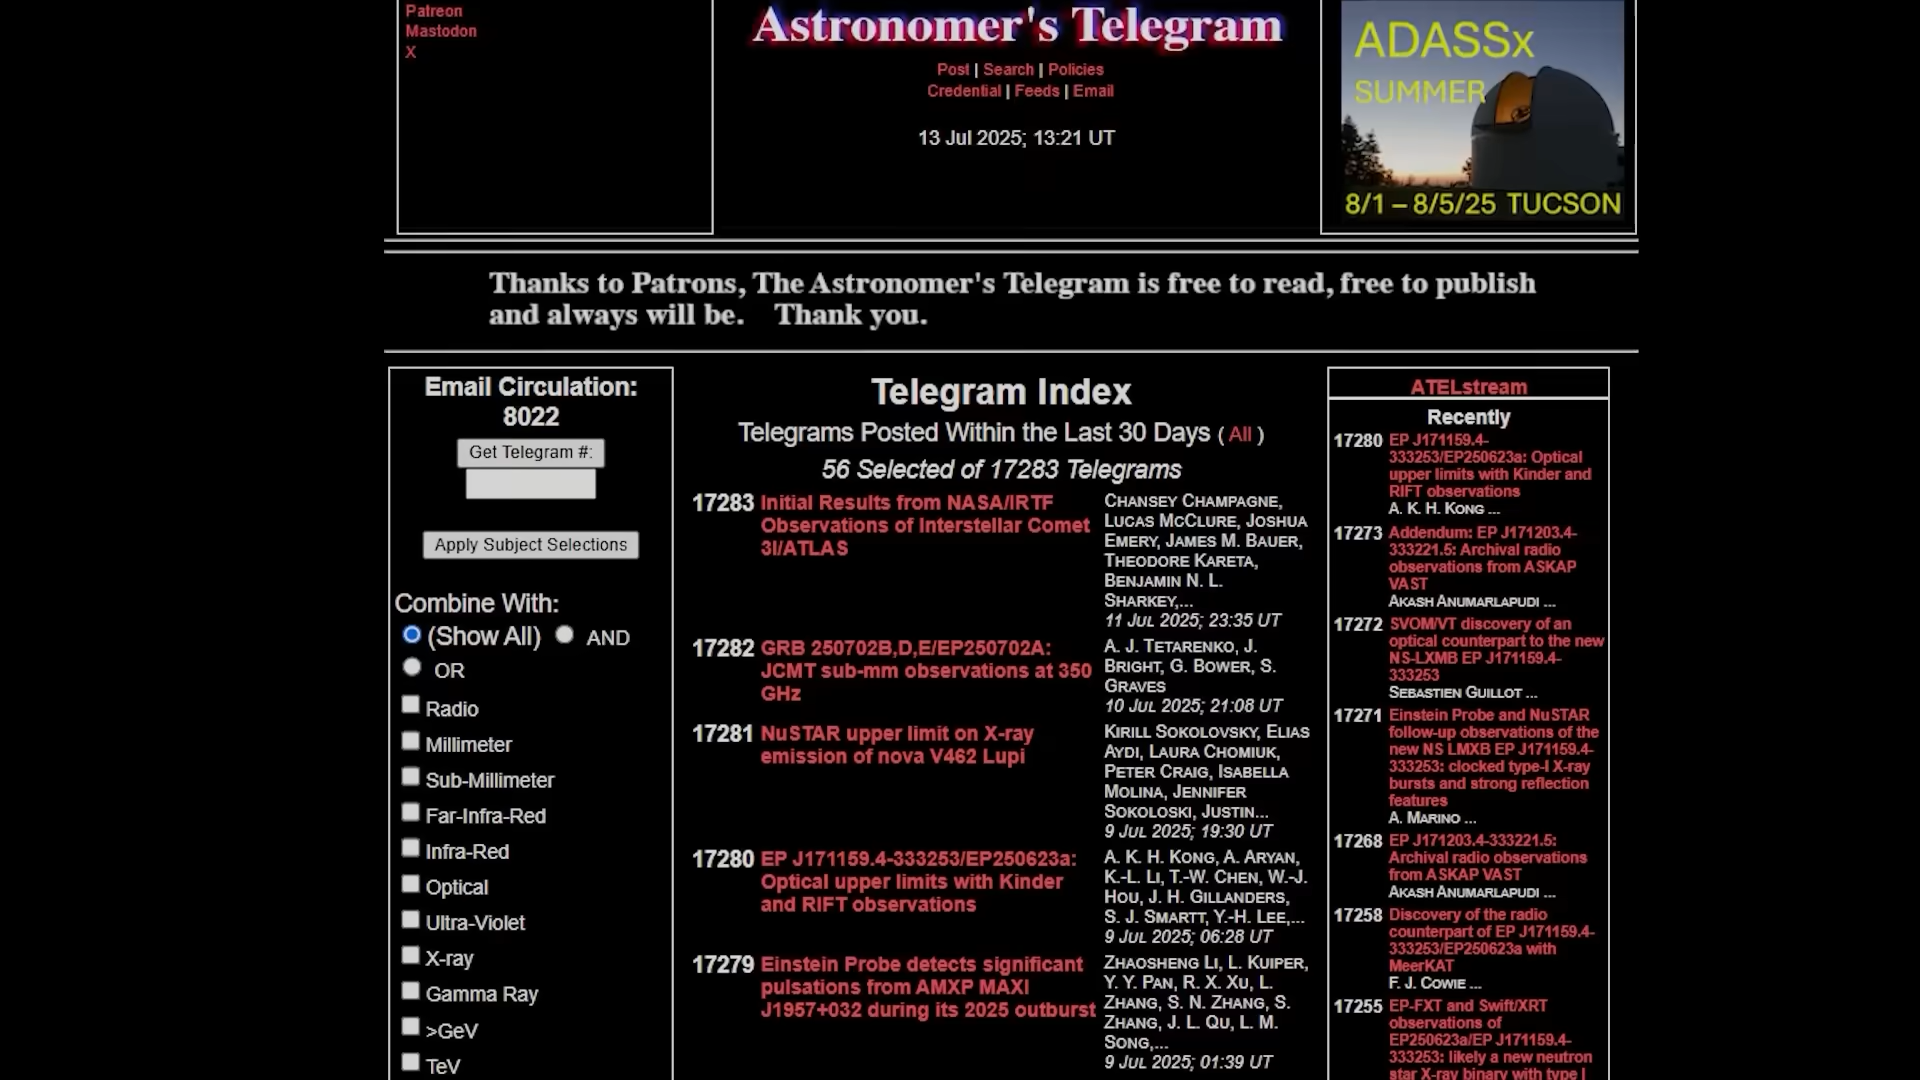 Patreon
Mastodon
X
Astronomer's Telegram
Post | Search | Policies
Credential | Feeds | Email
13 Jul 2025; 13:21 UT
ADASSx
SUMMER
8/1 – 8/5/25 TUCSON
Thanks to Patrons, The Astronomer's Telegram is free to read, free to publish
and always will be. Thank you.
Email Circulation:
8022
Get Telegram #:
Apply Subject Selections
Combine With:
(Show All) AND
OR
Radio
Millimeter
Sub-Millimeter
Far-Infra-Red
Infra-Red
Optical
Ultra-Violet
X-ray
Gamma Ray
>GeV
TeV
Telegram Index
Telegrams Posted Within the Last 30 Days ( All )
56 Selected of 17283 Telegrams
17283 Initial Results from NASA/IRTF
Observations of Interstellar Comet
3I/ATLAS
CHANSEY CHAMPAGNE,
LUCAS MCCLURE, JOSHUA
EMERY, JAMES M. BAUER,
THEODORE KARETA,
BENJAMIN N. L.
SHARKEY,...
11 JUL 2025; 23:35 UT
17282 GRB 250702B,D,E/EP250702A:
JCMT sub-mm observations at 350
GHz
A. J. TETARENKO, J.
BRIGHT, G. BOWER, S.
GRAVES
10 JUL 2025; 21:08 UT
17281 NuSTAR upper limit on X-ray
emission of nova V462 Lupi
KIRILL SOKOLOVSKY, ELIAS
AYDI, LAURA CHOMIUK,
PETER CRAIG, ISABELLA
MOLINA, JENNIFER
SOKOLOSKI, JUSTIN...
9 JUL 2025; 19:30 UT
17280 EP J171159.4-333253/EP250623a:
Optical upper limits with Kinder
and RIFT observations
A. K. H. KONG, A. ARYAN,
K.-L. LI, T.-W. CHEN, W.-J.
HOU, J. H. GILLANDERS,
S. J. SMARTT, Y.-H. LEE,...
9 JUL 2025; 06:28 UT
17279 Einstein Probe detects significant
pulsations from AMXP MAXI
J1957+032 during its 2025 outburst
ZHAOSHENG LI, L. KUIPER,
Y. Y. PAN, R. X. XU, L.
ZHANG, S. N. ZHANG, S.
ZHANG, J. L. QU, L. M.
SONG,...
9 JUL 2025; 01:39 UT
ATELstream
Recently
17280 EP J171159.4-
333253/EP250623a: Optical
upper limits with Kinder and
RIFT observations
A. K. H. KONG ...
17273 Addendum: EP J171203.4-
333221.5: Archival radio
observations from ASKAP
VAST
AKASH ANUMARLAPUDI ...
17272 SVOM/VT discovery of an
optical counterpart to the new
NS-LXMB EP J171159.4-
333253
SEBASTIEN GUILLOT ...
17271 Einstein Probe and NuSTAR
follow-up observations of the
new NS LMXB EP J171159.4-
333253: clocked type-I X-ray
bursts and strong reflection
features
A. MARINO ...
17268 EP J171203.4-333221.5:
Archival radio observations
from ASKAP VAST
AKASH ANUMARLAPUDI ...
17258 Discovery of the radio
counterpart of EP J171159.4-
333253/EP250623a with
MeerKAT
F. J. COWIE ...
17255 EP-FXT and Swift/XRT
observations of
EP250623a/EP J171159.4-
333253: likely a new neutron
star X-ray binary with type I